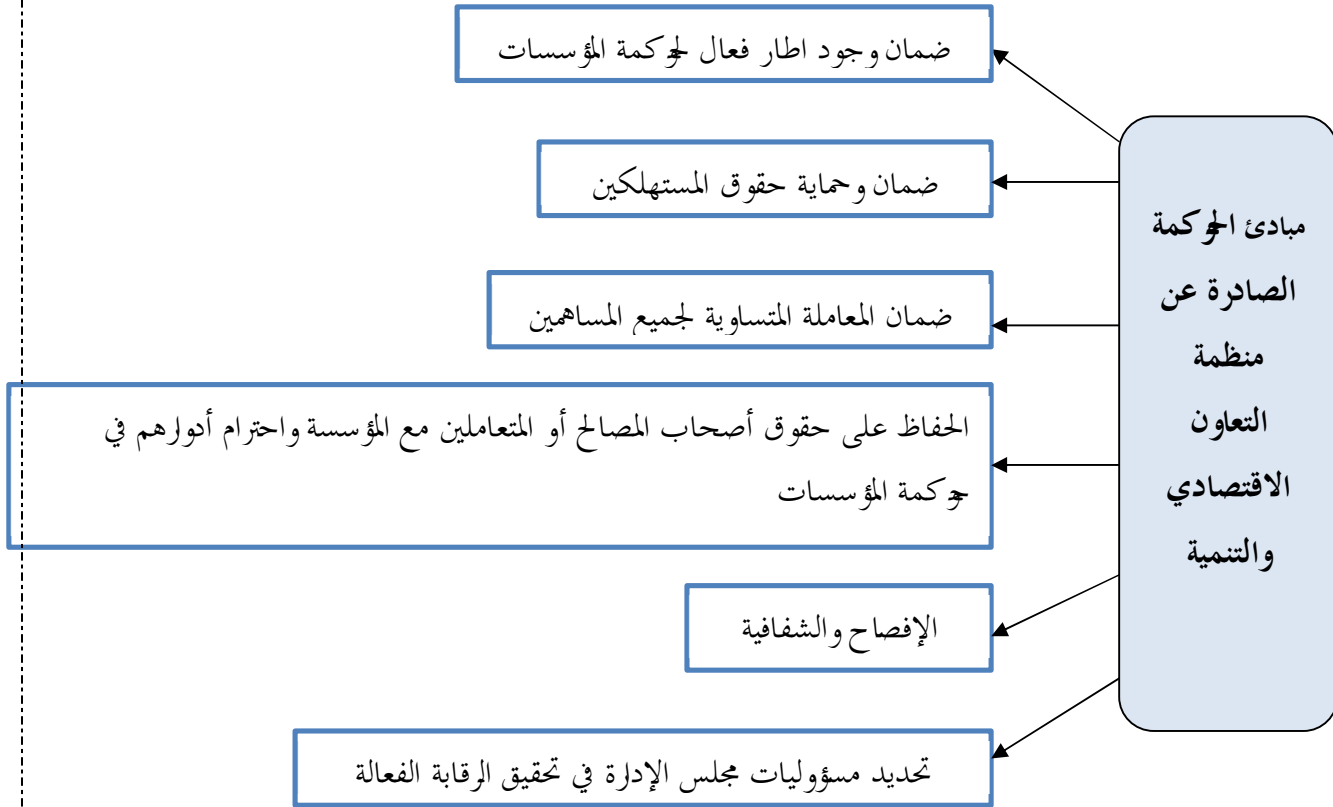 مبادئ الحوكمة
الصادرة عن
منظمة
التعاون
الاقتصادي
والتنمية
ضمان وجود اطار فعال لحوكمة المؤسسات
ضمان وحماية حقوق المستهلكين
ضمان المعاملة المتساوية لجميع المساهمين
الحفاظ على حقوق أصحاب المصالح أو المتعاملين مع المؤسسة واحترام أدوارهم في
حوكمة المؤسسات
الإفصاح والشفافية
تحديد مسؤوليات مجلس الإدارة في تحقيق الرقابة الفعالة